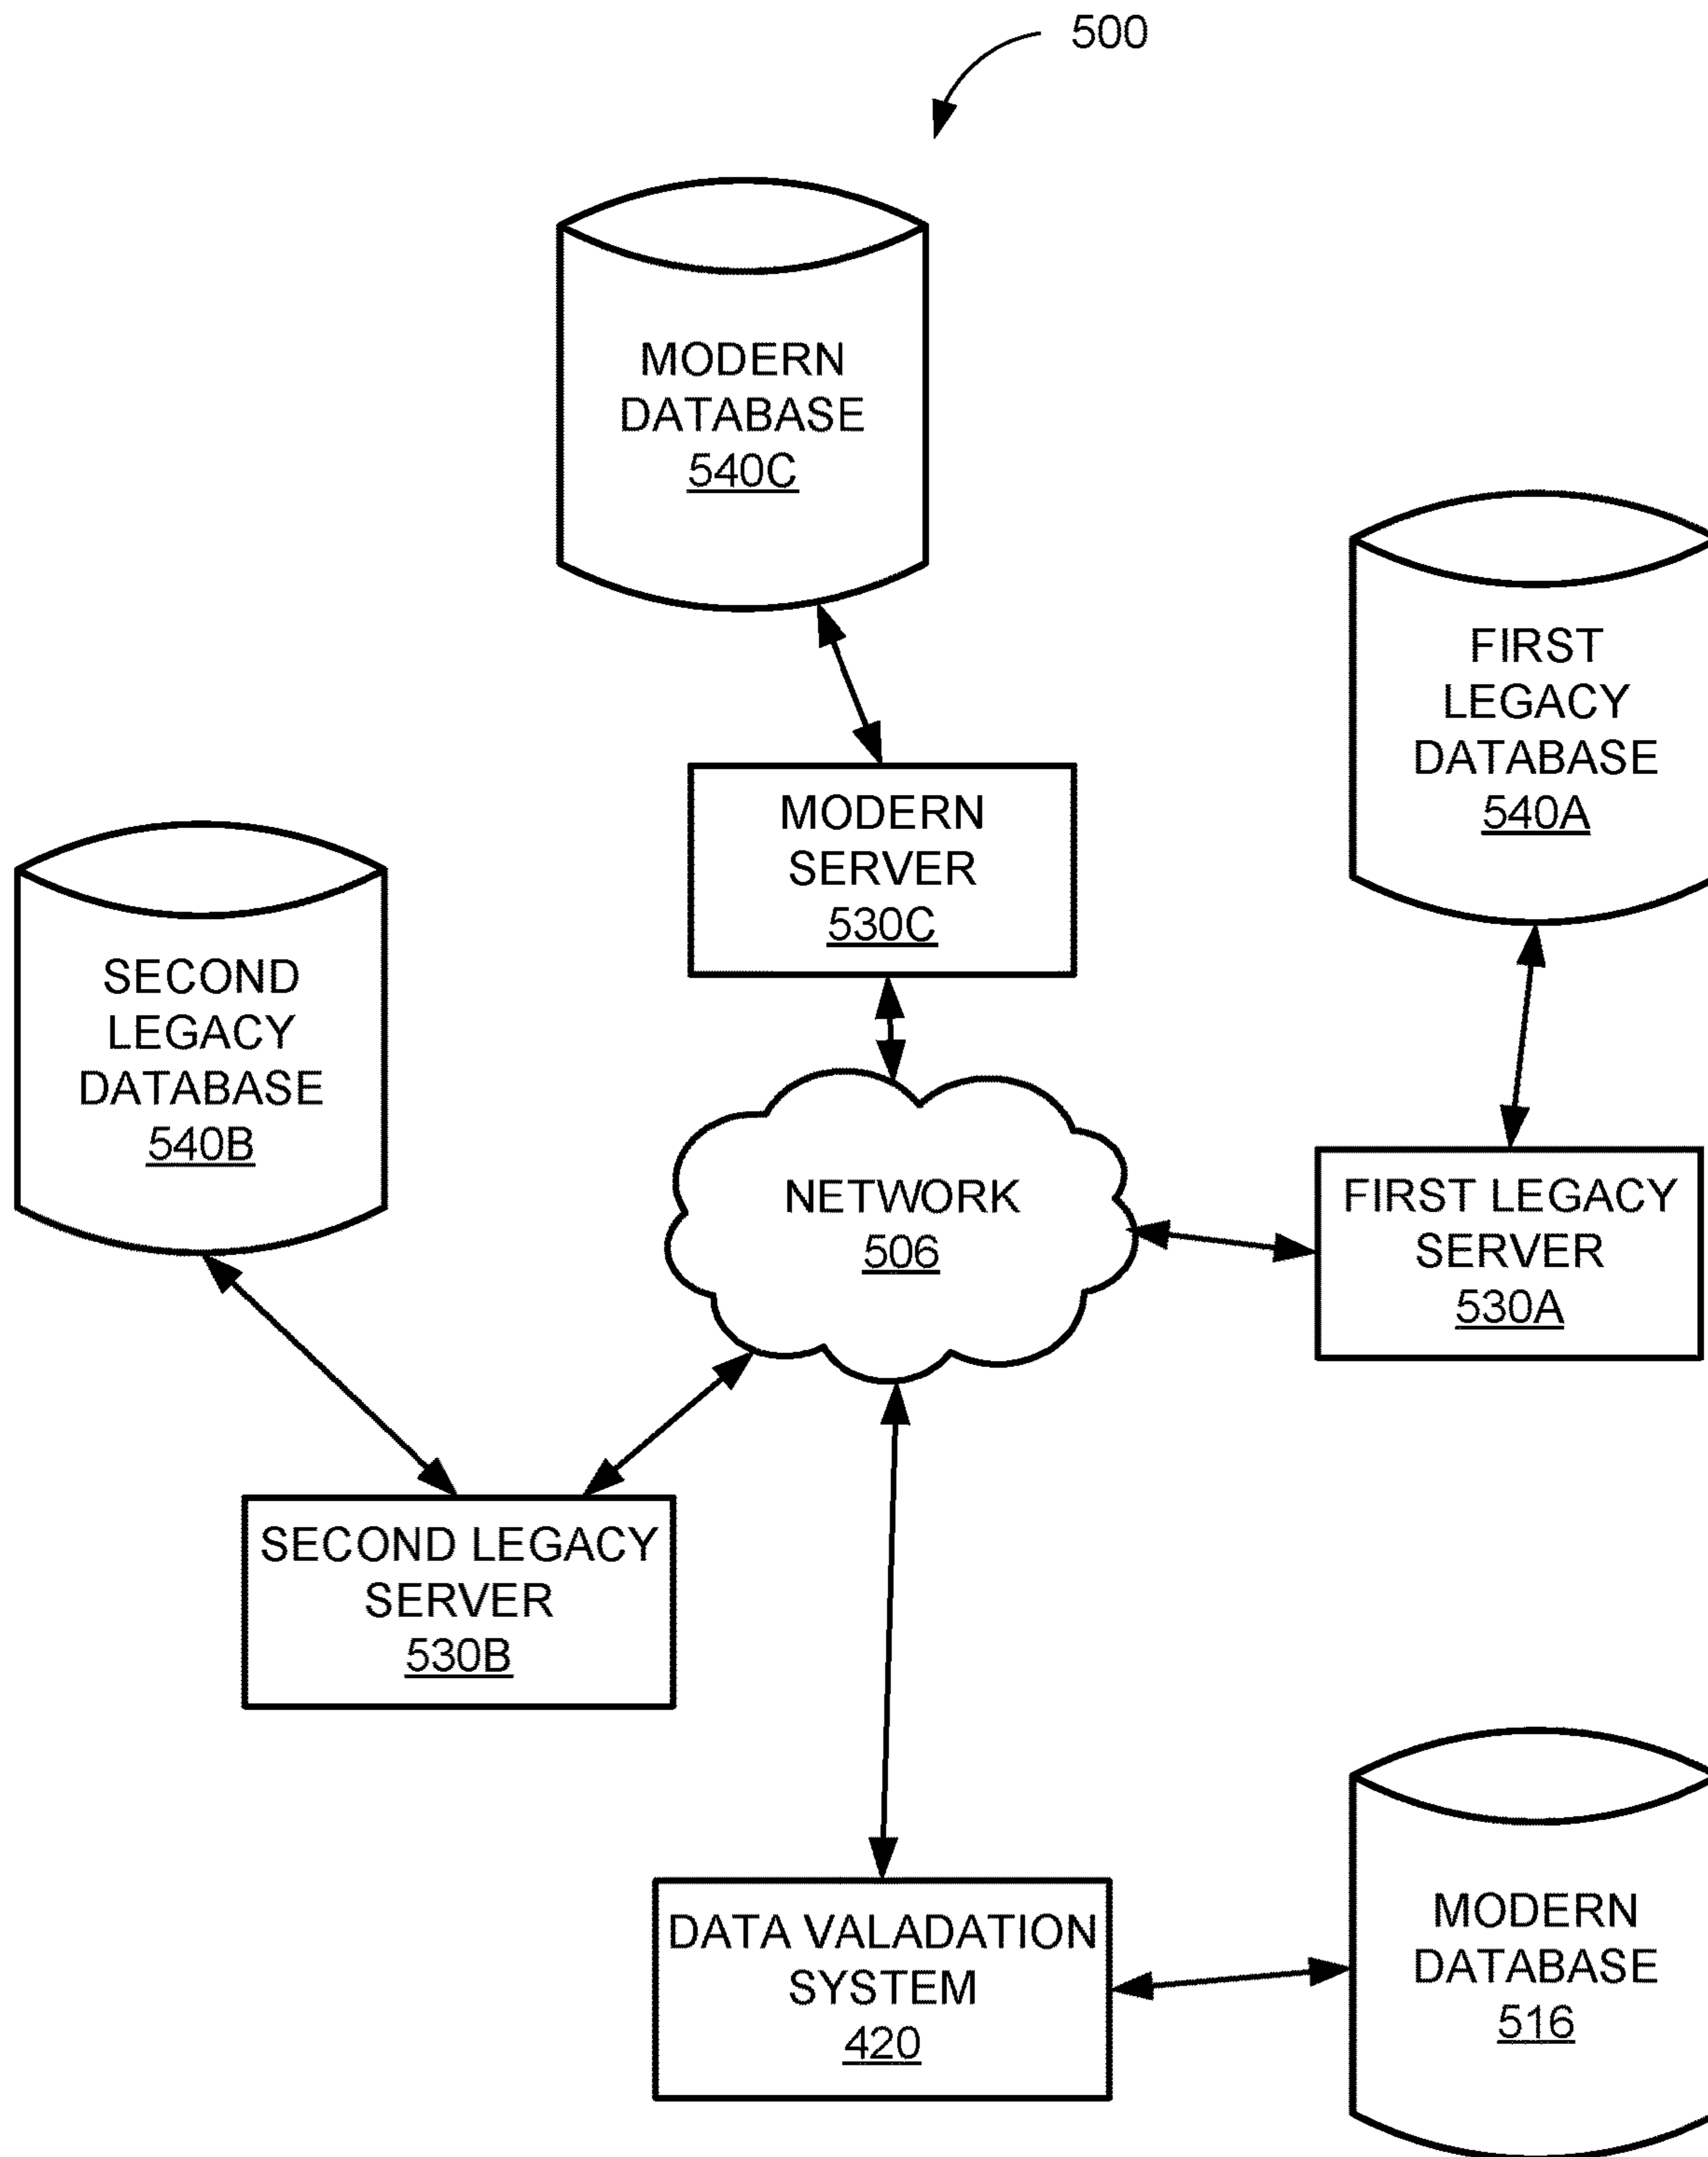 500
MODERN
DATABASE
540C
FIRST
LEGACY
DATABASE
540A
MODERN
SERVER
530C
SECOND
LEGACY
DATABASE
540B
NETWORK
506
FIRST LEGACY
SERVER
530A
SECOND LEGACY
SERVER
530B
DATA VALADATION
SYSTEM
420
MODERN
DATABASE
516